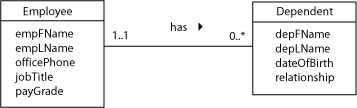 Employee
empFName
empLName
officePhone
jobTitle
payGrade
has
1..1
0..*
Dependent
depFName
depLName
dateOfBirth
relationship